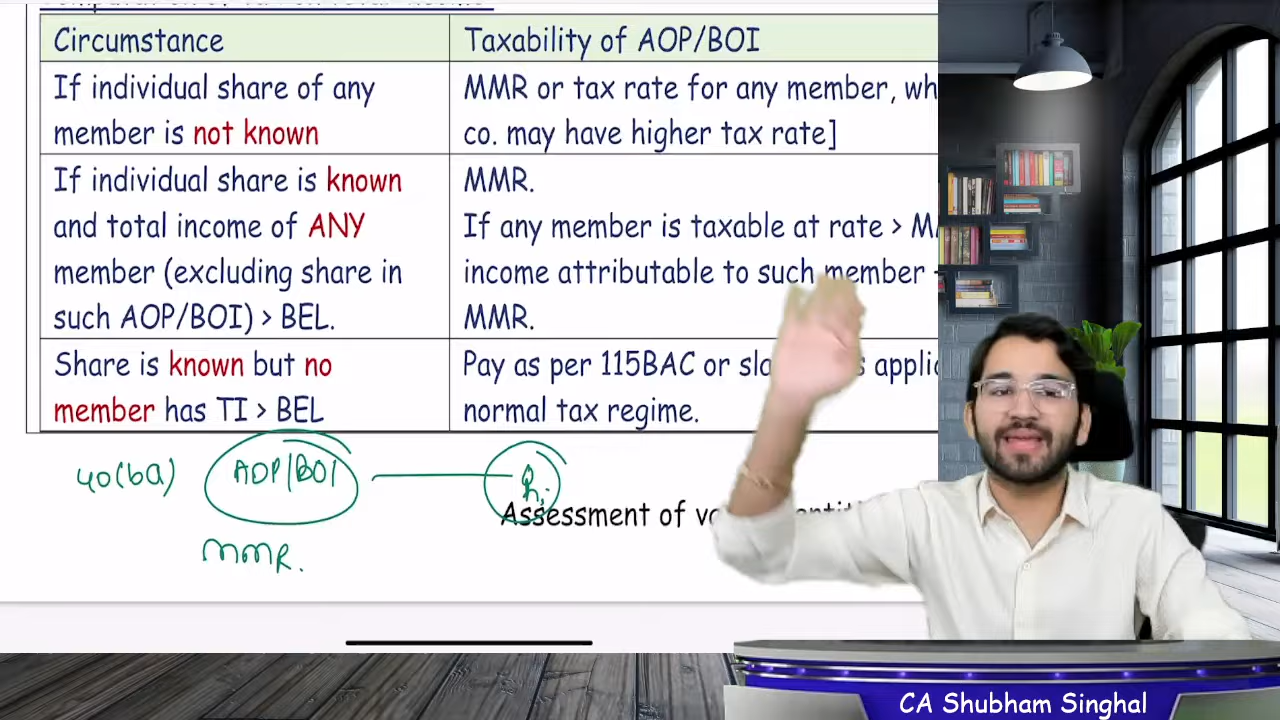 Circumstance
Taxability of AOP/BOI
If individual share of any
member is not known
MMR or tax rate for any member,
co. may have higher tax rate]
If individual share is known
and total income of ANY
member (excluding share in
such AOP/BOI) > BEL.
MMR.
If any member is taxable at rate >
income attributable to such member
MMR.
Share is known but no
member has TI > BEL
Pay as per 115BAC or
normal tax regime.
40(ba) AOP/BOI
MMR.
Assessment of
CA Shubham Singhal